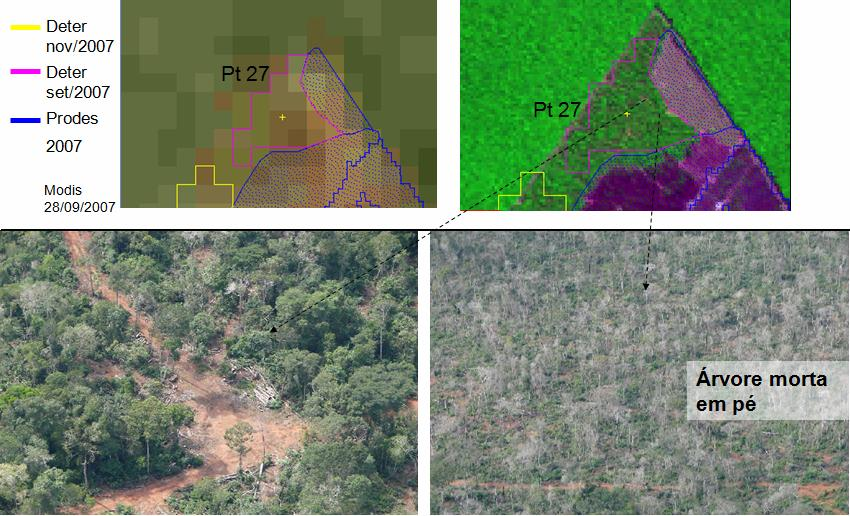 Deter
nov/2007
Deter
set/2007
Prodes
2007
Modis
28/09/2007
Pt 27
Pt 27
Árvore morta
em pé